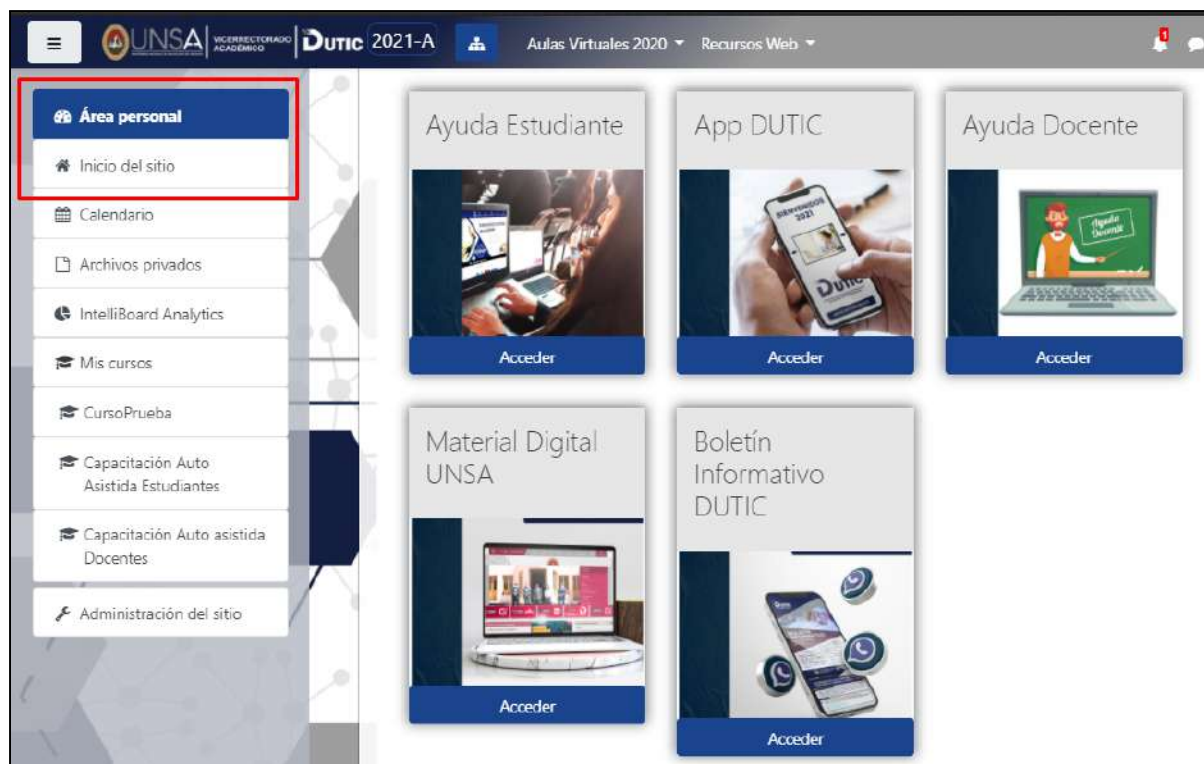 UNSA VICERRECTORADO ACADÉMICO DUTIC 2021-A Aulas Virtuales 2020 Recursos Web 1
Área personal
Inicio del sitio
Calendario
Archivos privados
IntelliBoard Analytics
Mis cursos
CursoPrueba
Capacitación Auto
Asistida Estudiantes
Capacitación Auto asistida
Docentes
Administración del sitio
Ayuda Estudiante
Acceder
App DUTIC
BIENVENIDOS
2021
DUTIC
Acceder
Ayuda Docente
Ayuda
Docente
Acceder
Material Digital
UNSA
Acceder
Boletín
Informativo
DUTIC
Acceder